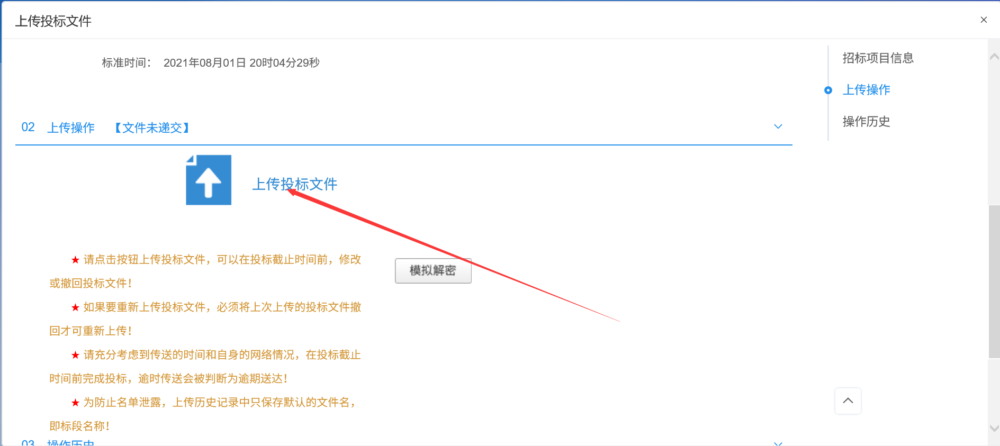 上传投标文件
标准时间： 2021年08月01日 20时04分29秒
招标项目信息
上传操作
操作历史
02 上传操作 【文件未递交】
上传投标文件
★ 请点击按钮上传投标文件，可以在投标截止时间前，修改
或撤回投标文件！
模拟解密
★ 如果要重新上传投标文件，必须将上次上传的投标文件撤
回才可重新上传！
★ 请充分考虑到传送的时间和自身的网络情况，在投标截止
时间前完成投标，逾时传送会被判断为逾期送达！
★ 为防止名单泄露，上传历史记录中只保存默认的文件名，
即标段名称！
03 操作历史